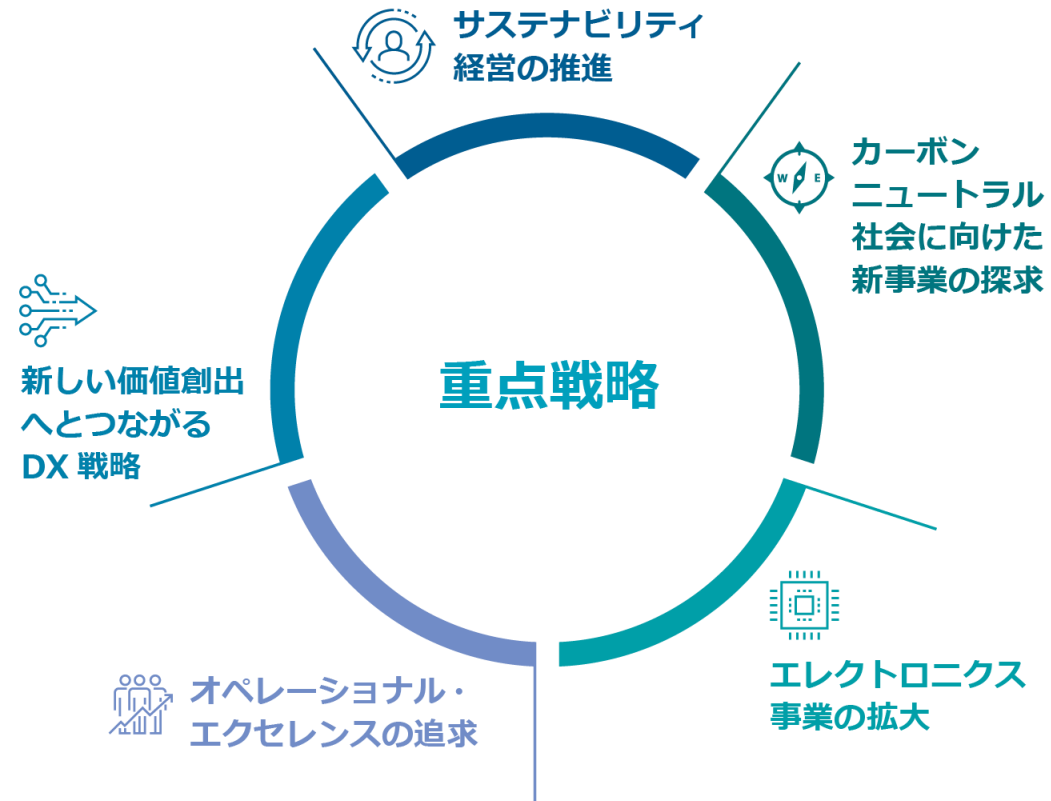 サステナビリティ
経営の推進
カーボン
ニュートラル
社会に向けた
新事業の探求
W E
重点戦略
新しい価値創出
へとつながる
DX 戦略
エレクトロニクス
事業の拡大
オペレーショナル・
エクセレンスの追求